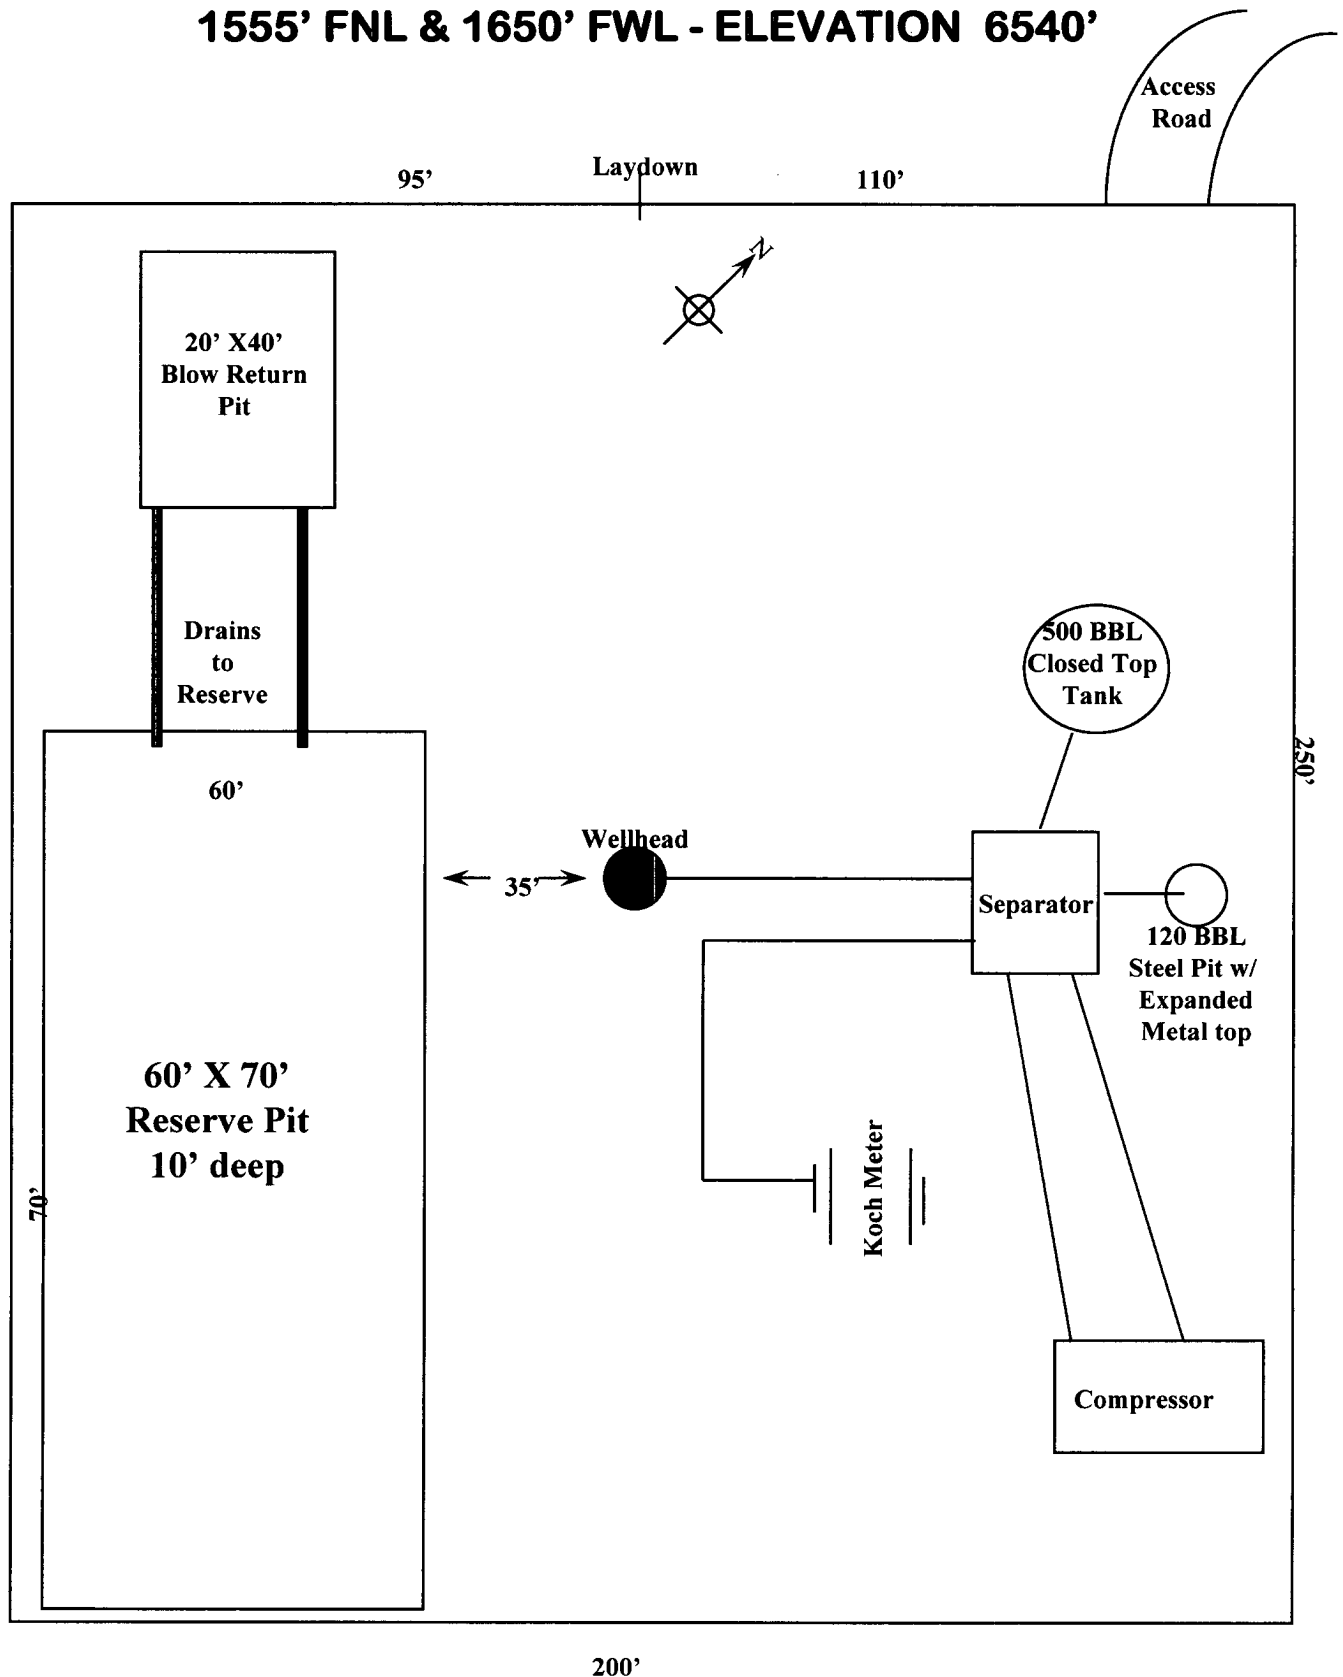 1555’ FNL & 1650’ FWL - ELEVATION 6540’
Access
Road
Laydown
95’
110’
N
20’ X40’
Blow Return
Pit
Drains
to
Reserve
500 BBL
Closed Top
Tank
250’
60’
Wellhead
35’
Separator
120 BBL
Steel Pit w/
Expanded
Metal top
60’ X 70’
Reserve Pit
10’ deep
70’
Koch Meter
Compressor
200’